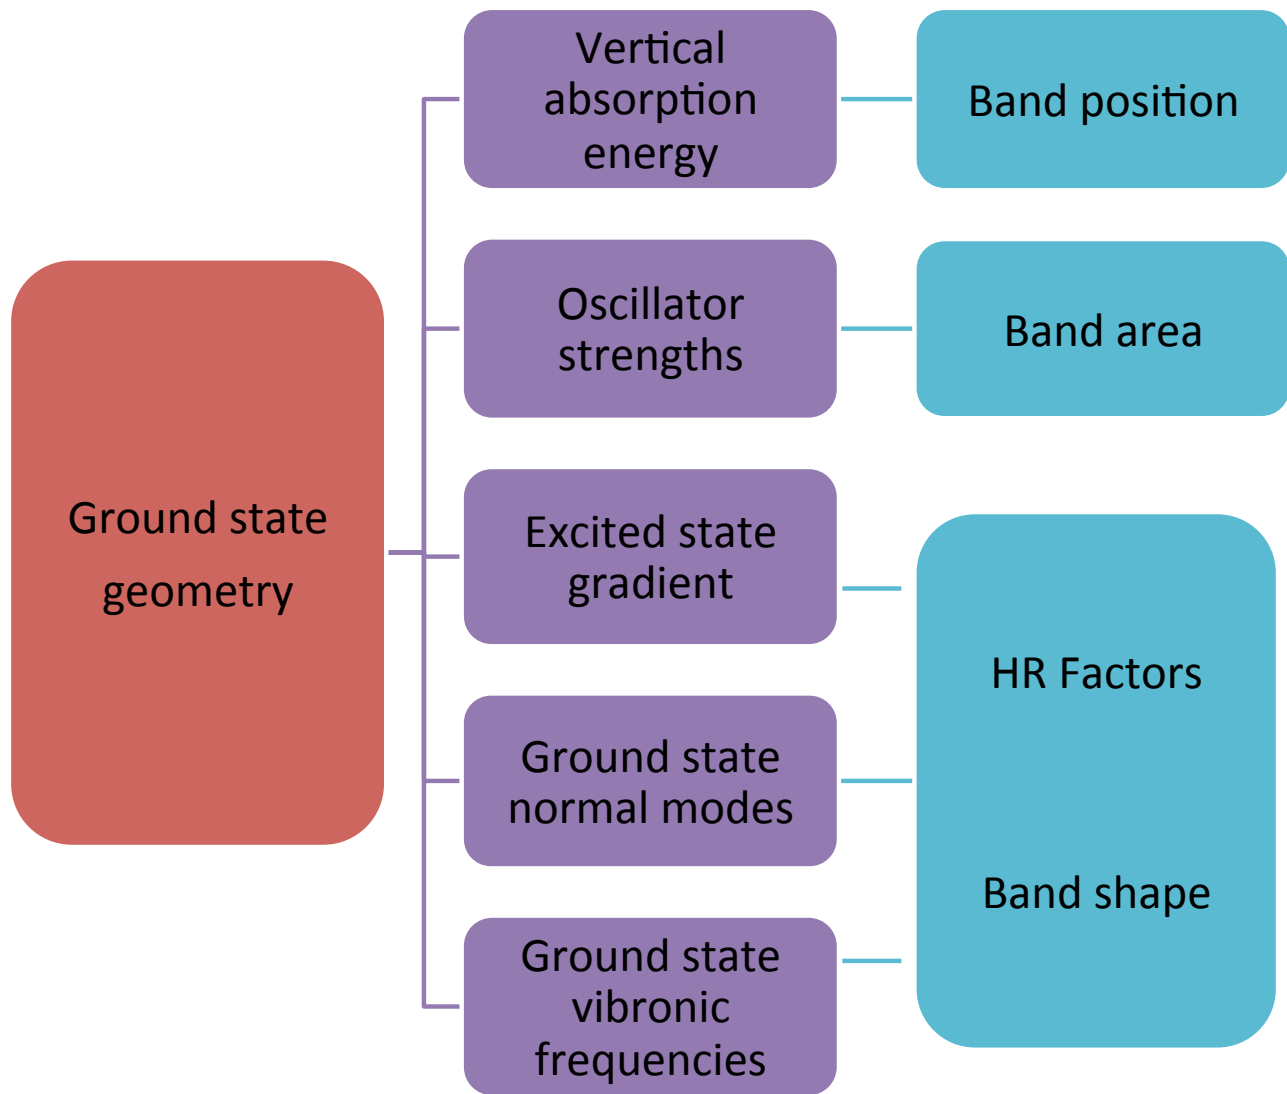 Ground state
geometry
Vertical
absorption
energy
Band position
Oscillator
strengths
Band area
Excited state
gradient
Ground state
normal modes
Ground state
vibronic
frequencies
HR Factors
Band shape